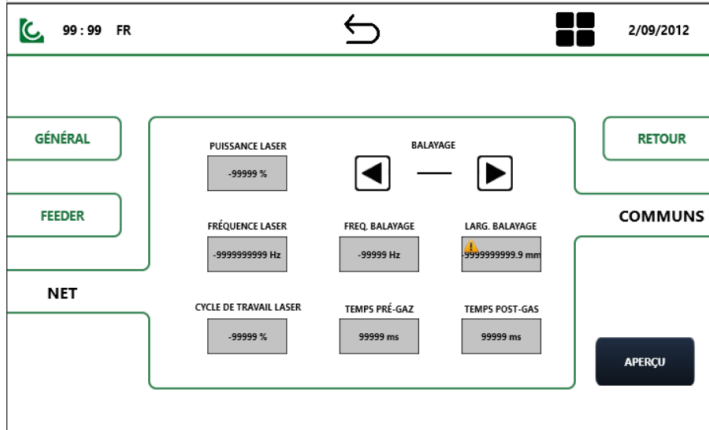 99 : 99 FR
2/09/2012
GÉNÉRAL
RETOUR
PUISSANCE LASER
-99999 %
BALAYAGE
FEEDER
COMMUNS
FRÉQUENCE LASER
-9999999999 Hz
FREQ. BALAYAGE
-99999 Hz
LARG. BALAYAGE
-9999999999.9 mm
NET
CYCLE DE TRAVAIL LASER
-99999 %
TEMPS PRÉ-GAZ
99999 ms
TEMPS POST-GAS
99999 ms
APERÇU